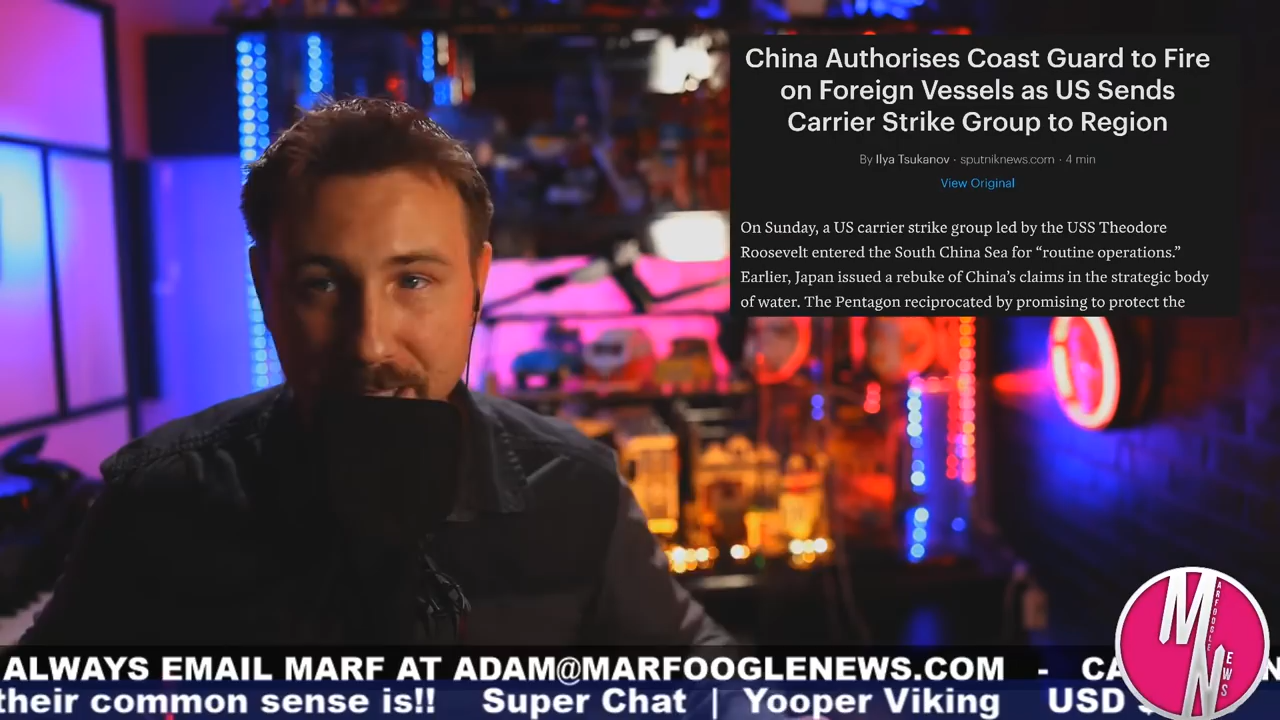 China Authorises Coast Guard to Fire
on Foreign Vessels as US Sends
Carrier Strike Group to Region
By Ilya Tsukanov · sputniknews.com · 4 min
View Original
On Sunday, a US carrier strike group led by the USS Theodore
Roosevelt entered the South China Sea for “routine operations.”
Earlier, Japan issued a rebuke of China’s claims in the strategic body
of water. The Pentagon reciprocated by promising to protect the
MARFOOGLE
NEWS
ALWAYS EMAIL MARF AT ADAM@MARFOOGLENEWS.COM -
their common sense is!! Super Chat | Yooper Viking USD